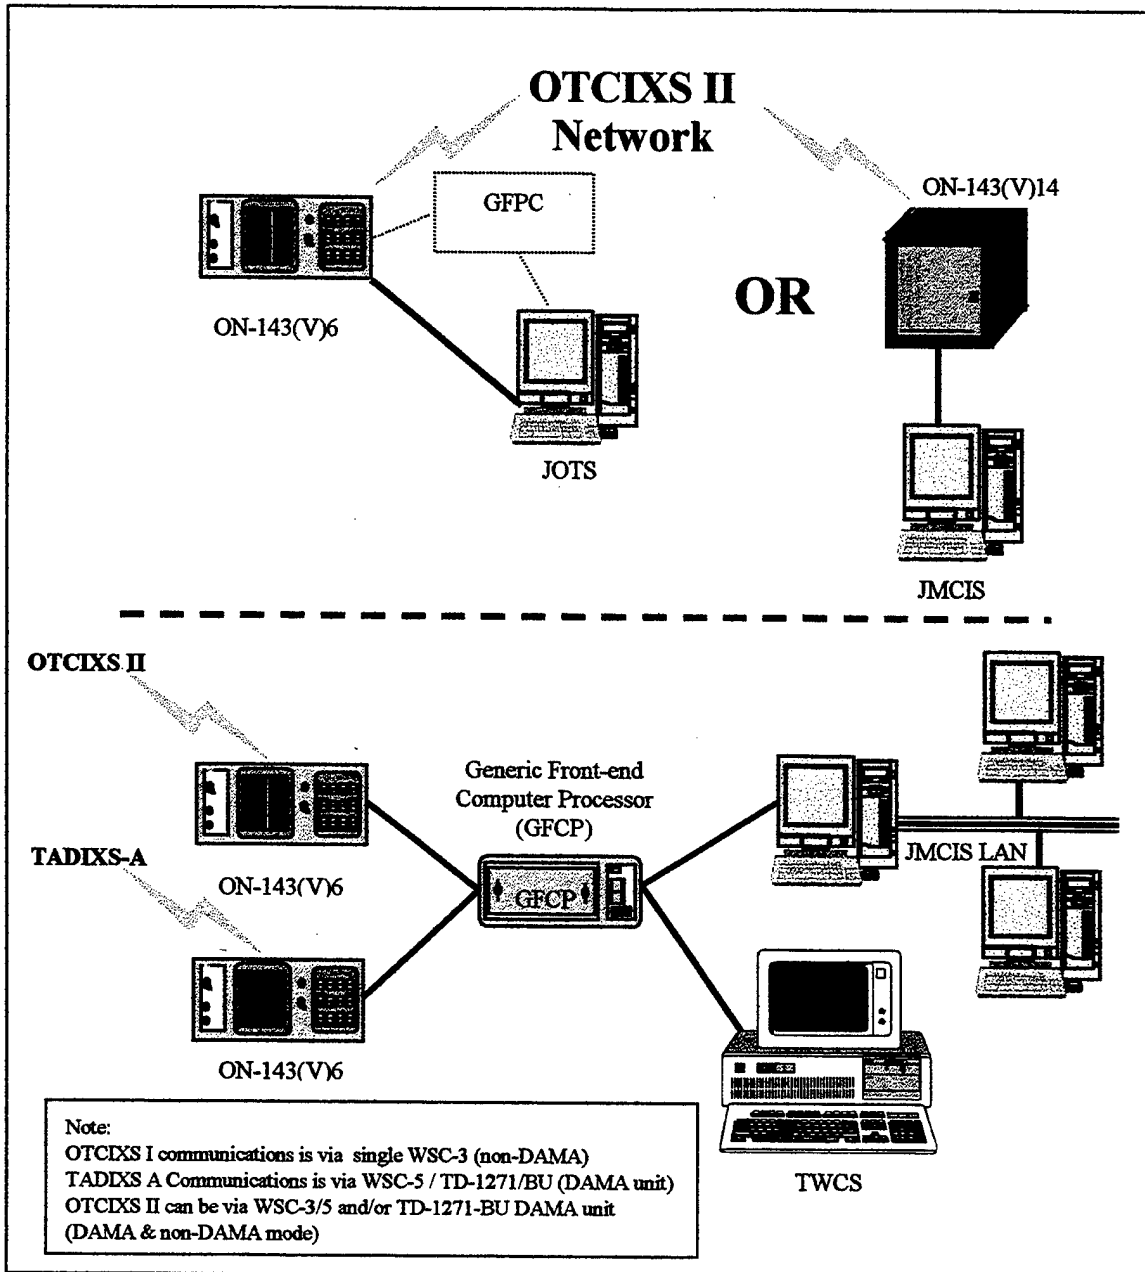 OTCIXS II
Network
ON-143(V)14
GFPC
OR
ON-143(V)6
JOTS
JMCIS
OTCIXS II
Generic Front-end
Computer Processor
(GFCP)
TADIXS-A
ON-143(V)6
GFCP
JMCIS LAN
ON-143(V)6
TWCS
Note:
OTCIXS I communications is via single WSC-3 (non-DAMA)
TADIXS A Communications is via WSC-5 / TD-1271/BU (DAMA unit)
OTCIXS II can be via WSC-3/5 and/or TD-1271-BU DAMA unit
(DAMA & non-DAMA mode)